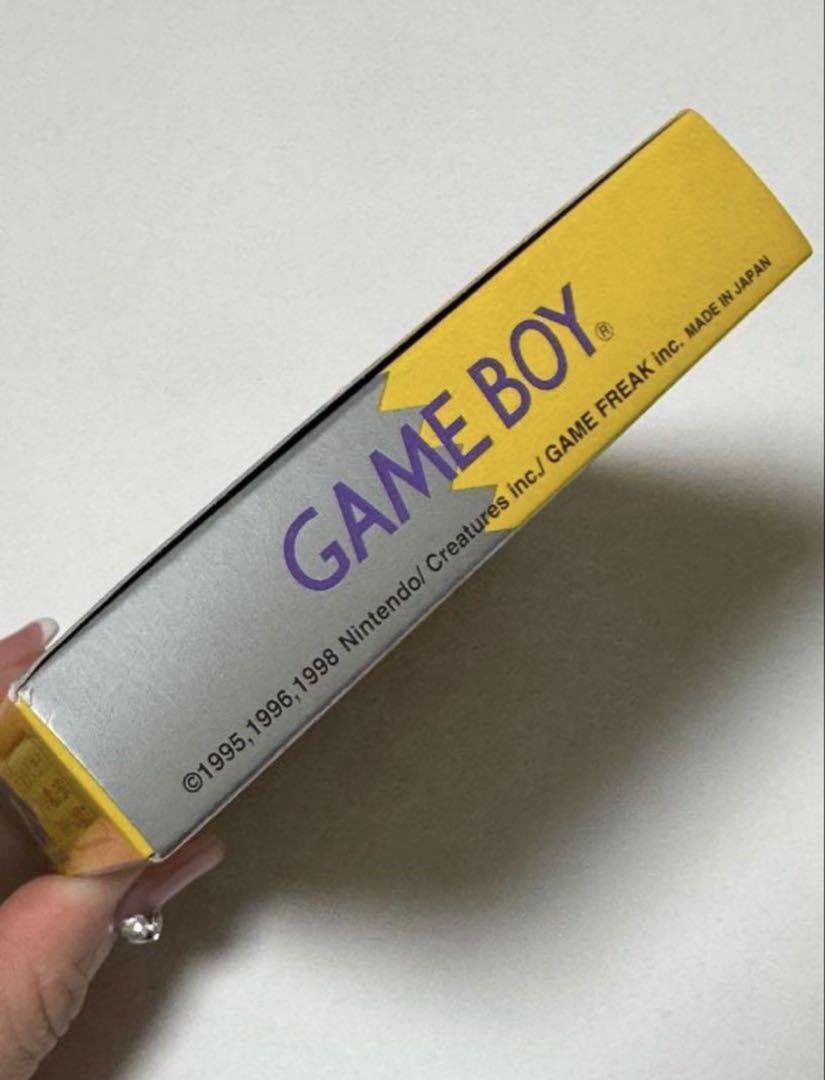 GAME BOY®
©1995,1996,1998 Nintendo/ Creatures inc./ GAME FREAK inc. MADE IN JAPAN